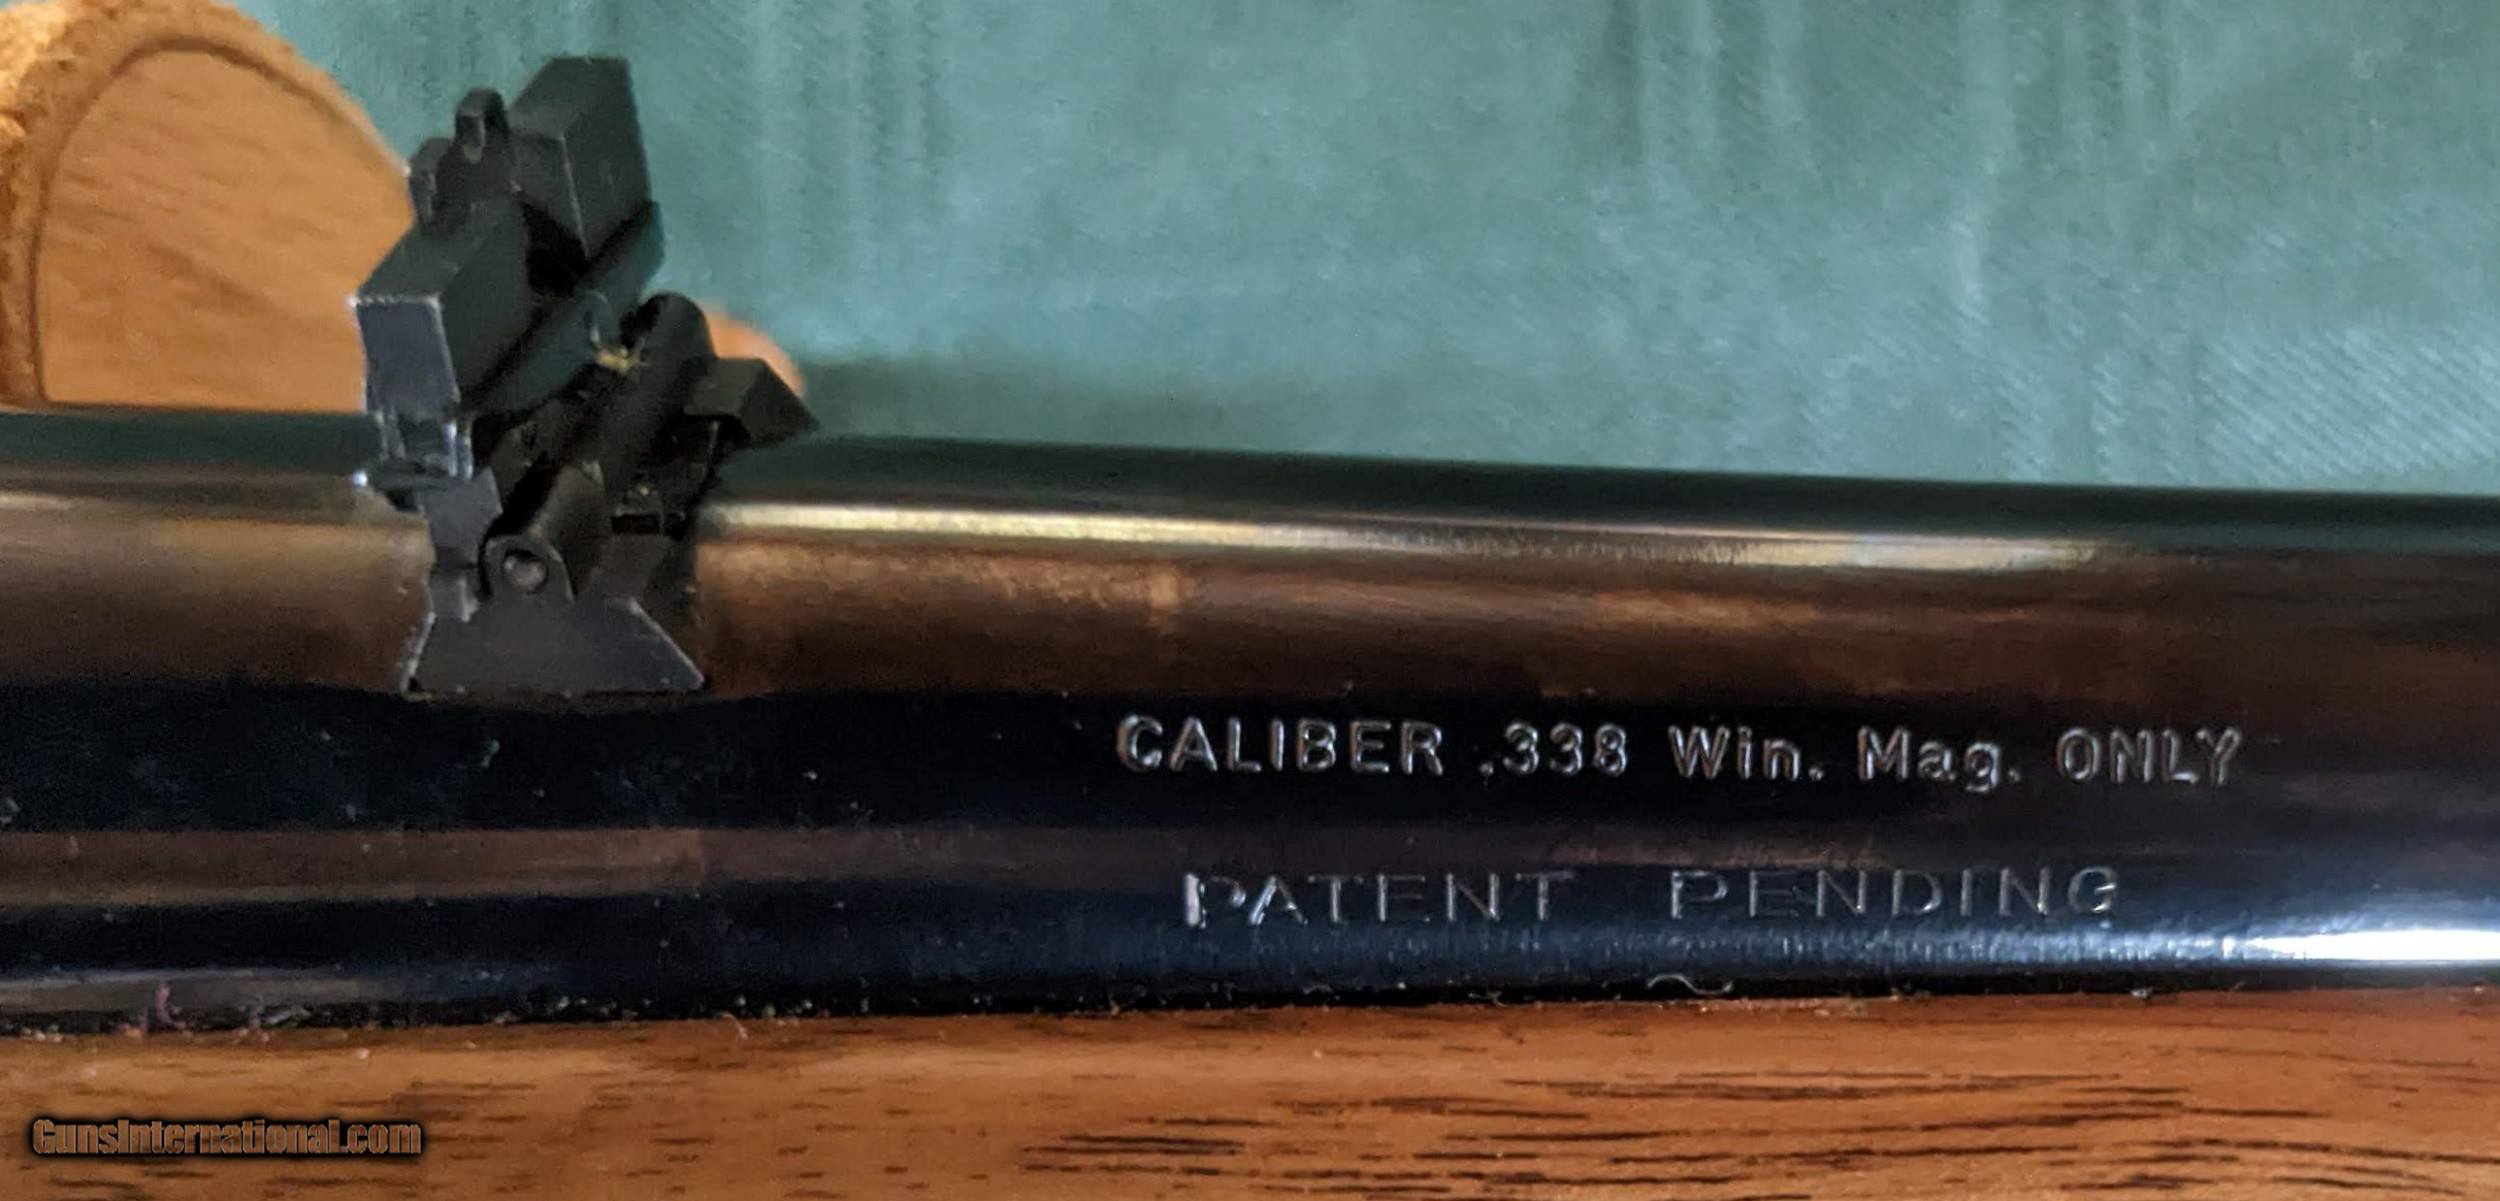 CALIBER .338 Win. Mag. ONLY
PATENT PENDING
GunsInternational.com